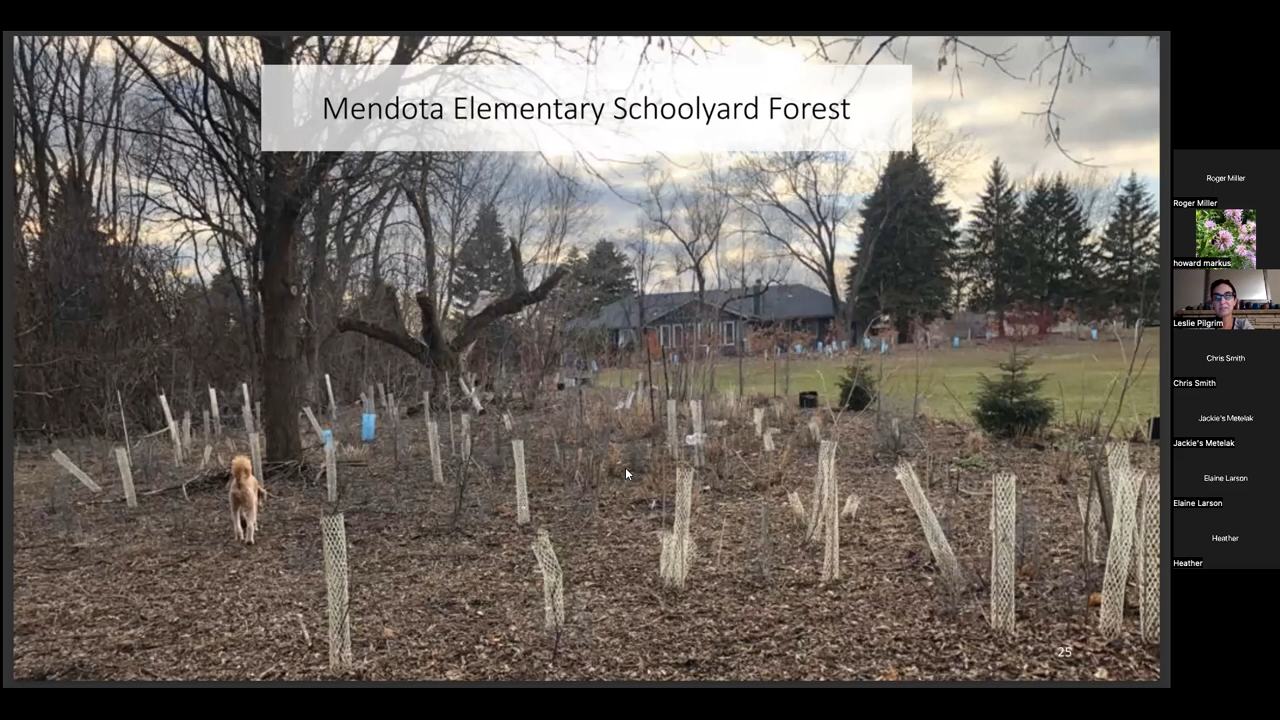 Mendota Elementary Schoolyard Forest
25
Roger Miller
Roger Miller
howard markus
Leslie Pilgrim
Chris Smith
Chris Smith
Jackie's Metelak
Jackie's Metelak
Elaine Larson
Elaine Larson
Heather
Heather